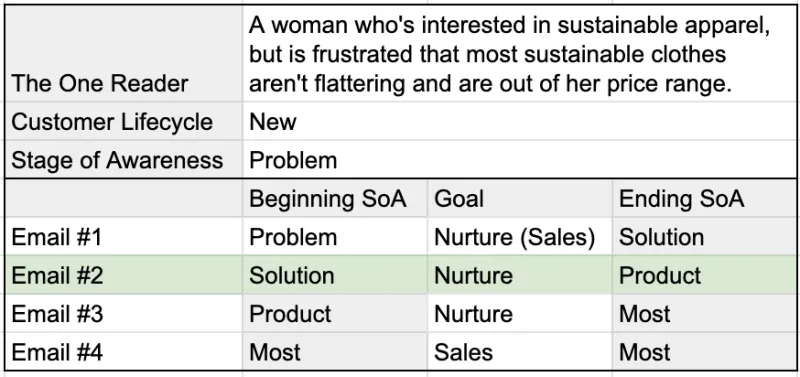 A woman who's interested in sustainable apparel,
but is frustrated that most sustainable clothes
The One Reader aren't flattering and are out of her price range.
Customer Lifecycle New
Stage of Awareness Problem
Beginning SoA Goal Ending SoA
Email #1 Problem Nurture (Sales) Solution
Email #2 Solution Nurture Product
Email #3 Product Nurture Most
Email #4 Most Sales Most